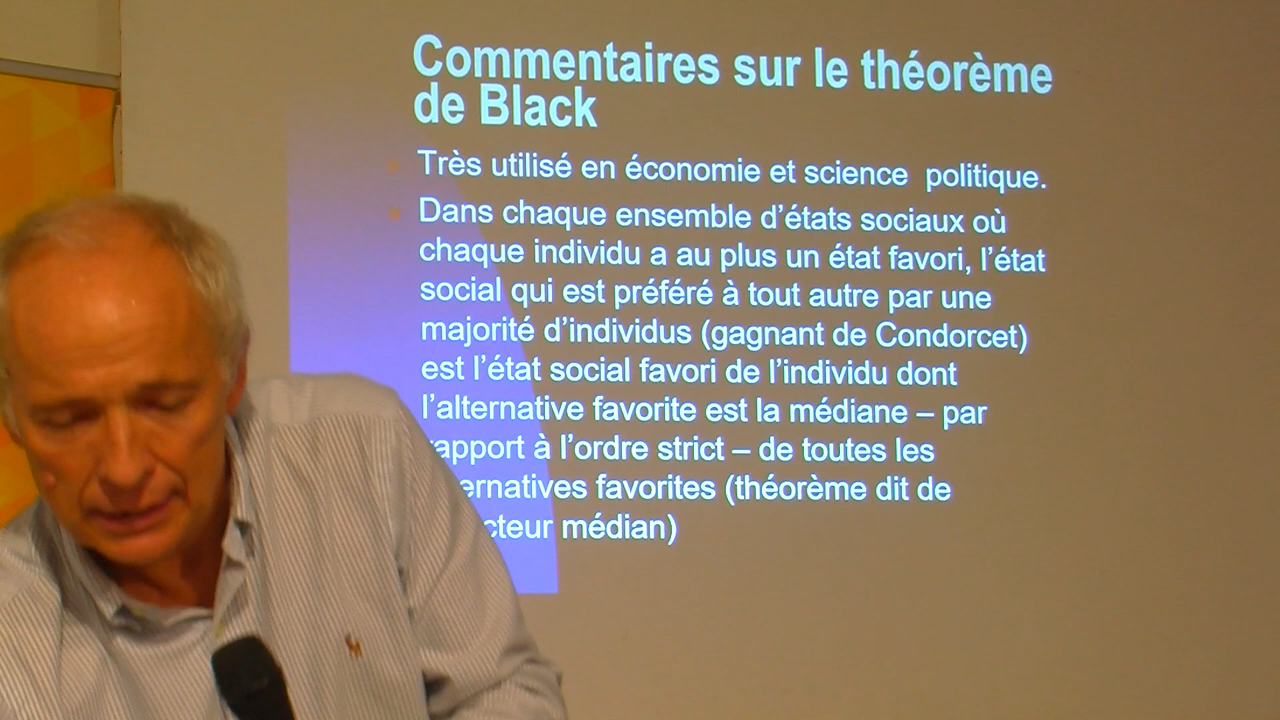 Commentaires sur le théorème
de Black
Très utilisé en économie et science politique.
Dans chaque ensemble d'états sociaux où
chaque individu a au plus un état favori, l'état
social qui est préféré à tout autre par une
majorité d'individus (gagnant de Condorcet)
est l'état social favori de l'individu dont
l'alternative favorite est la médiane – par
rapport à l'ordre strict – de toutes les
ernatives favorites (théorème dit de
cteur médian)